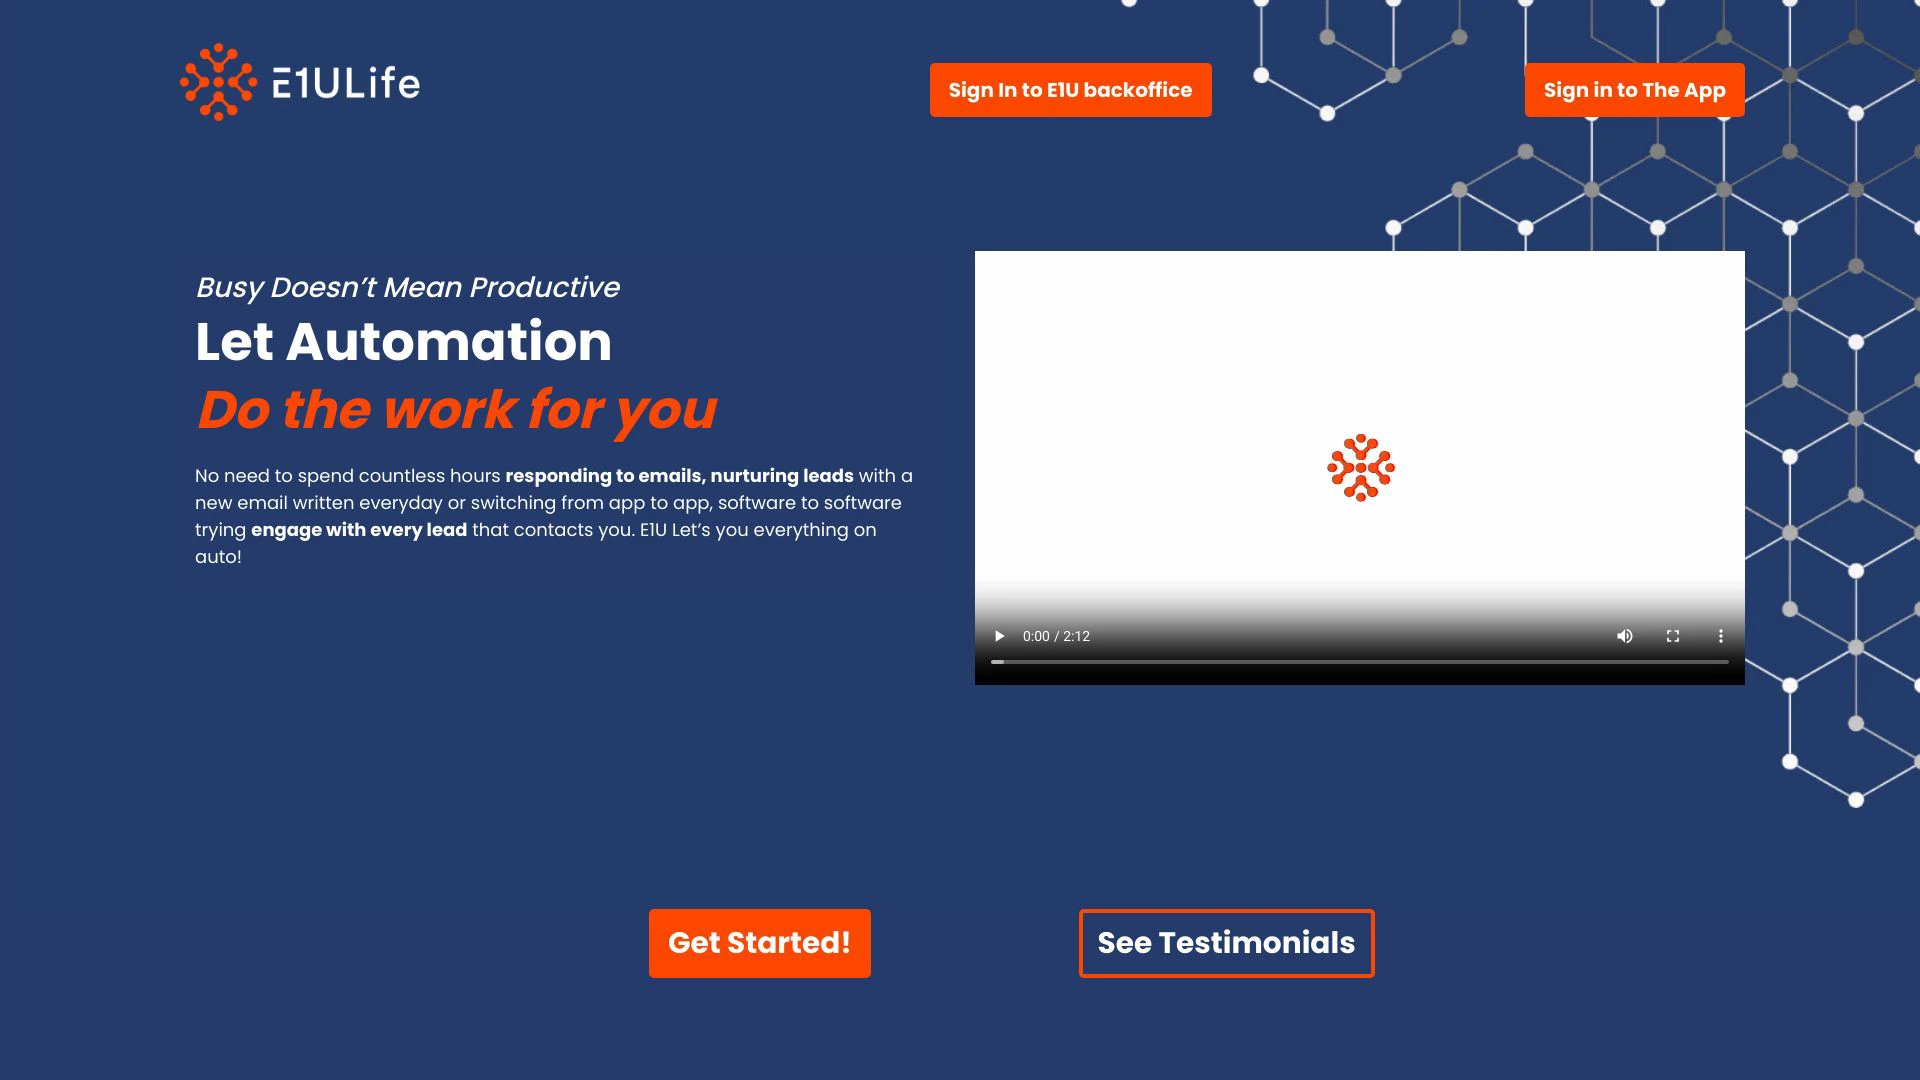 E1ULife
Sign In to E1U backoffice
Sign in to The App
Busy Doesn’t Mean Productive
Let Automation
Do the work for you
No need to spend countless hours responding to emails, nurturing leads with a
new email written everyday or switching from app to app, software to software
trying engage with every lead that contacts you. E1U Let’s you everything on
auto!
0:00 / 2:12
Get Started!
See Testimonials